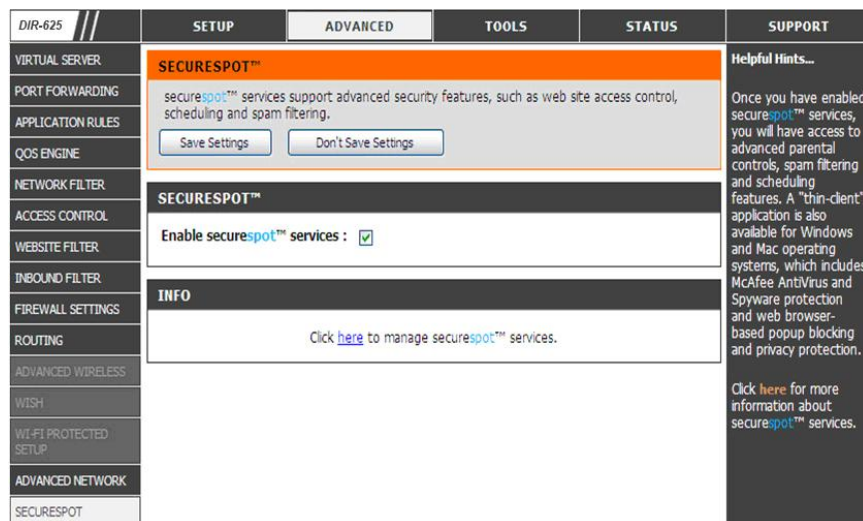 DIR-625
SETUP
ADVANCED
TOOLS
STATUS
SUPPORT
VIRTUAL SERVER
PORT FORWARDING
APPLICATION RULES
QOS ENGINE
NETWORK FILTER
ACCESS CONTROL
WEBSITE FILTER
INBOUND FILTER
FIREWALL SETTINGS
ROUTING
ADVANCED WIRELESS
WISH
WI-FI PROTECTED
SETUP
ADVANCED NETWORK
SECURESPOT
SECURESPOT™
securespot™ services support advanced security features, such as web site access control,
scheduling and spam filtering.
Save Settings
Don't Save Settings
SECURESPOT™
Enable securespot™ services :
INFO
Click here to manage securespot™ services.
Helpful Hints...
Once you have enabled
securespot™ services,
you will have access to
advanced parental
controls, spam filtering
and scheduling
features. A "thin-client"
application is also
available for Windows
and Mac operating
systems, which includes
McAfee AntiVirus and
Spyware protection
and web browser-
based popup blocking
and privacy protection.
Click here for more
information about
securespot™ services.